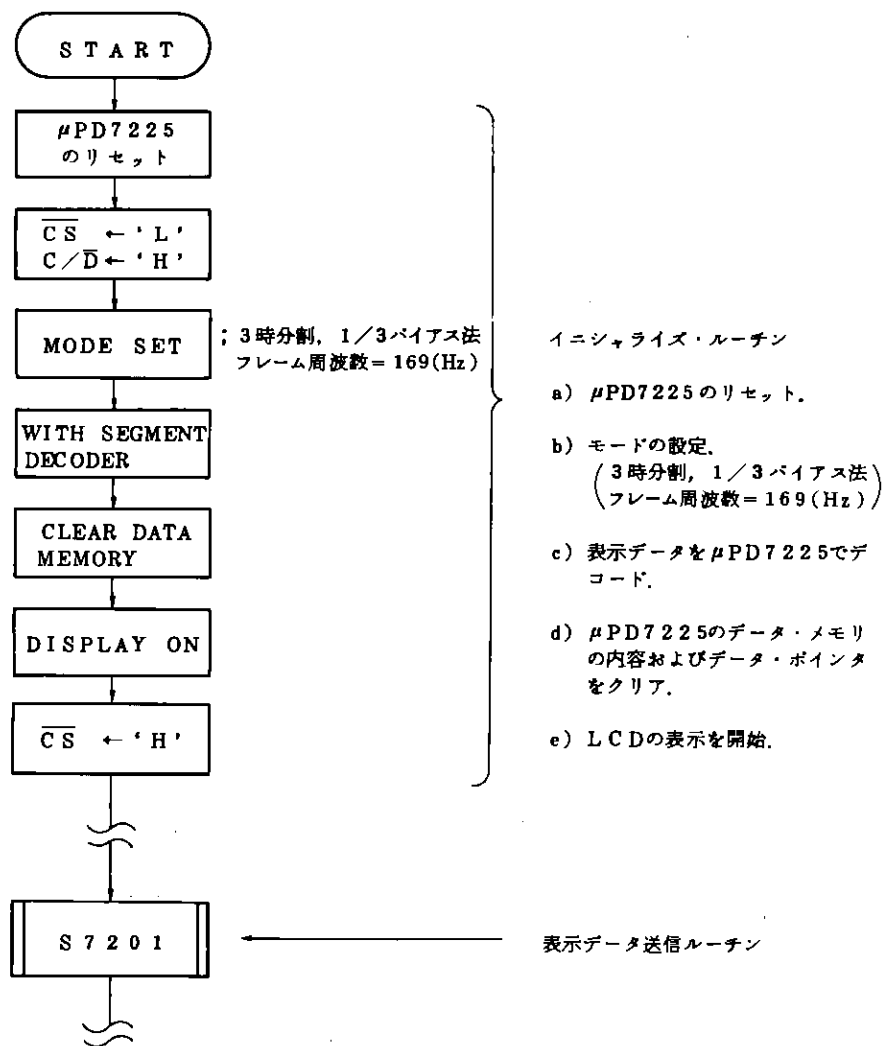 START
μPD7225
のリセット
CS ←‘L’
C/D←‘H’
MODE SET
; 3時分割, 1/3バイアス法
フレーム周波数=169(Hz)
WITH SEGMENT
DECODER
CLEAR DATA
MEMORY
DISPLAY ON
CS ←‘H’
イニシャライズ・ルーチン
a) μPD7225のリセット.
b) モードの設定.
(3時分割, 1/3バイアス法
フレーム周波数=169(Hz))
c) 表示データをμPD7225でデ
コード.
d) μPD7225のデータ・メモリ
の内容およびデータ・ポインタ
をクリア.
e) LCDの表示を開始.
S7201
表示データ送信ルーチン